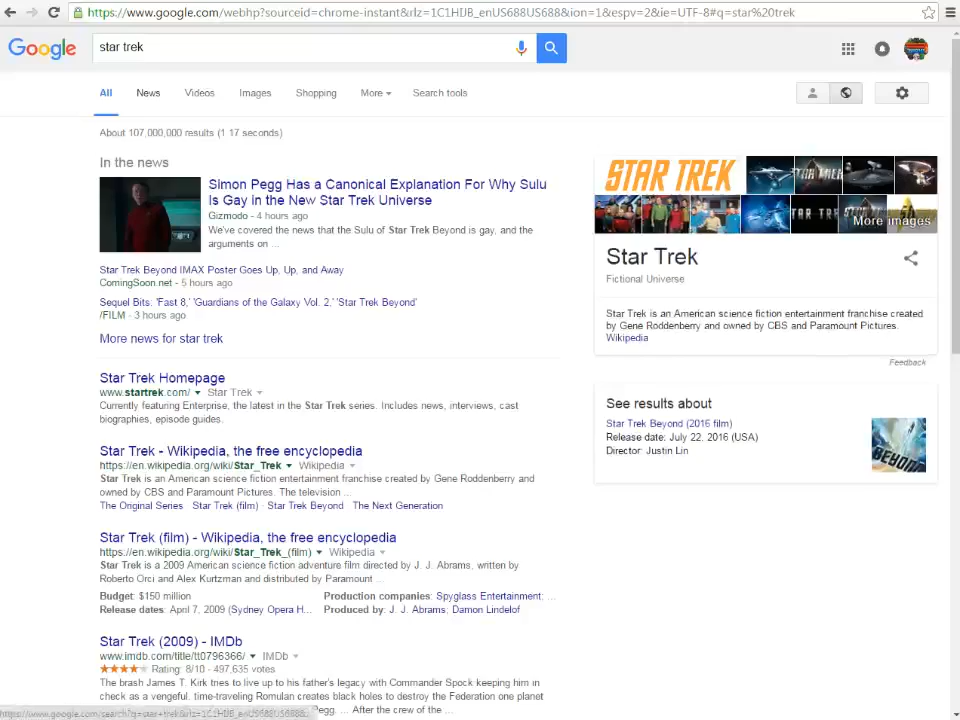 https://www.google.com/webhp?sourceid=chrome-instant&rlz=1C1HIJB_enUS688US688&ion=1&espv=2&ie=UTF-8#q=star%20trek
Google
star trek
All News Videos Images Shopping More Search tools
About 107,000,000 results (1 17 seconds)
In the news
Simon Pegg Has a Canonical Explanation For Why Sulu
Is Gay in the New Star Trek Universe
Gizmodo - 4 hours ago
We've covered the news that the Sulu of Star Trek Beyond is gay, and the
arguments on ...
Star Trek Beyond IMAX Poster Goes Up, Up, and Away
ComingSoon.net - 5 hours ago
Sequel Bits: 'Fast 8,' 'Guardians of the Galaxy Vol. 2,' 'Star Trek Beyond'
/FILM - 3 hours ago
More news for star trek
Star Trek Homepage
www.startrek.com/ Star Trek
Currently featuring Enterprise, the latest in the Star Trek series. Includes news, interviews, cast
biographies, episode guides.
Star Trek - Wikipedia, the free encyclopedia
https://en.wikipedia.org/wiki/Star_Trek Wikipedia
Star Trek is an American science fiction entertainment franchise created by Gene Roddenberry and
owned by CBS and Paramount Pictures. The television ...
The Original Series · Star Trek (film) · Star Trek Beyond · The Next Generation
Star Trek (film) - Wikipedia, the free encyclopedia
https://en.wikipedia.org/wiki/Star_Trek_(film) Wikipedia
Star Trek is a 2009 American science fiction adventure film directed by J. J. Abrams, written by
Roberto Orci and Alex Kurtzman and distributed by Paramount ...
Budget: $150 million Production companies: Spyglass Entertainment; ...
Release dates: April 7, 2009 (Sydney Opera H... Produced by: J. J. Abrams; Damon Lindelof
Star Trek (2009) - IMDb
www.imdb.com/title/tt0796366/ IMDb
Rating: 8/10 - 497,635 votes
The brash James T. Kirk tries to live up to his father's legacy with Commander Spock keeping him in
check as a vengeful, time-traveling Romulan creates black holes to destroy the Federation one planet
Pegg. ... After the crew of the ...
STAR TREK
TREK
STAR TREK
More images
Star Trek
Fictional Universe
Star Trek is an American science fiction entertainment franchise created
by Gene Roddenberry and owned by CBS and Paramount Pictures.
Wikipedia
Feedback
See results about
Star Trek Beyond (2016 film)
Release date: July 22, 2016 (USA)
Director: Justin Lin
BEYOND